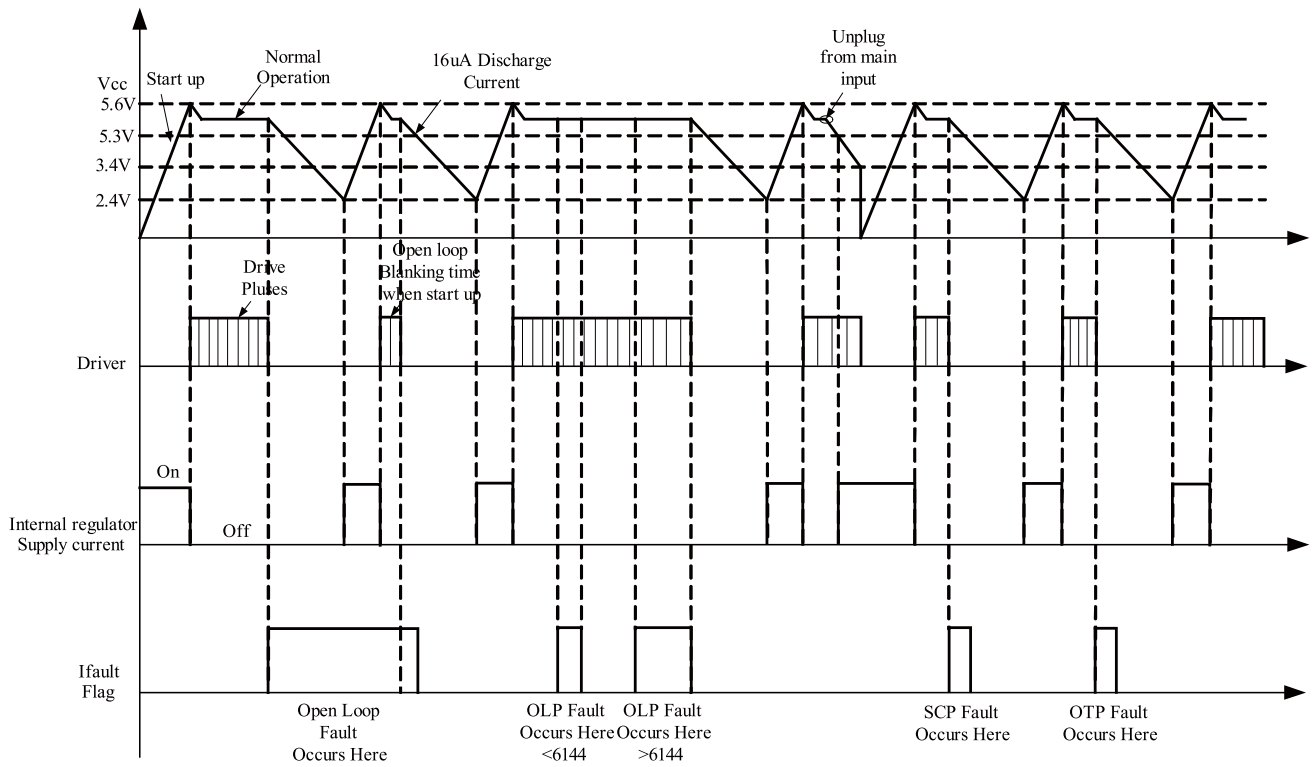 Vcc
Start up
Normal
Operation
16uA Discharge
Current
Unplug
from main
input
5.6V
5.3V
3.4V
2.4V
Drive
Pluses
Open loop
Blanking time
when start up
Driver
On
Off
Internal regulator
Supply current
Ifault
Flag
Open Loop
Fault
Occurs Here
OLP Fault
Occurs Here
<6144
OLP Fault
Occurs Here
>6144
SCP Fault
Occurs Here
OTP Fault
Occurs Here